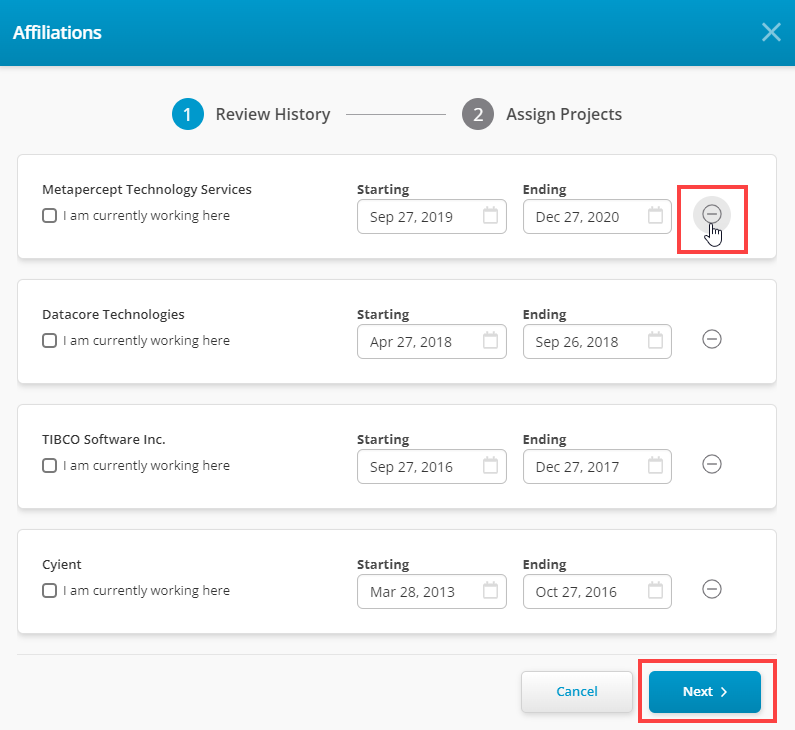 Affiliations
1 Review History 2 Assign Projects
Metapercept Technology Services Starting Ending
I am currently working here Sep 27, 2019 Dec 27, 2020
Datacore Technologies Starting Ending
I am currently working here Apr 27, 2018 Sep 26, 2018
TIBCO Software Inc. Starting Ending
I am currently working here Sep 27, 2016 Dec 27, 2017
Cyient Starting Ending
I am currently working here Mar 28, 2013 Oct 27, 2016
Cancel Next